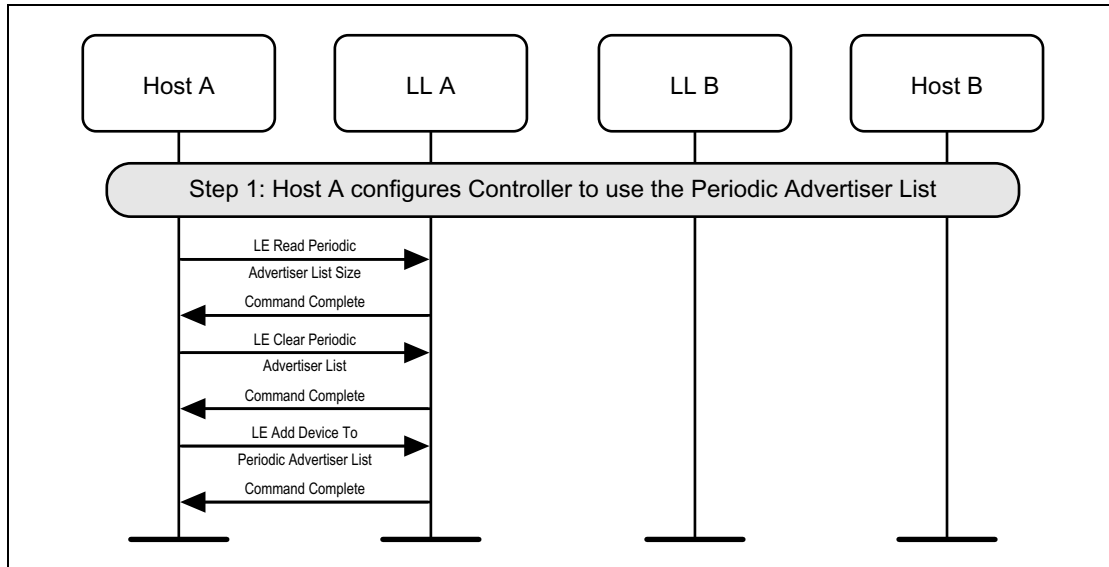 Host A
LL A
LL B
Host B
Step 1: Host A configures Controller to use the Periodic Advertiser List
LE Read Periodic
Advertiser List Size
Command Complete
LE Clear Periodic
Advertiser List
Command Complete
LE Add Device To
Periodic Advertiser List
Command Complete